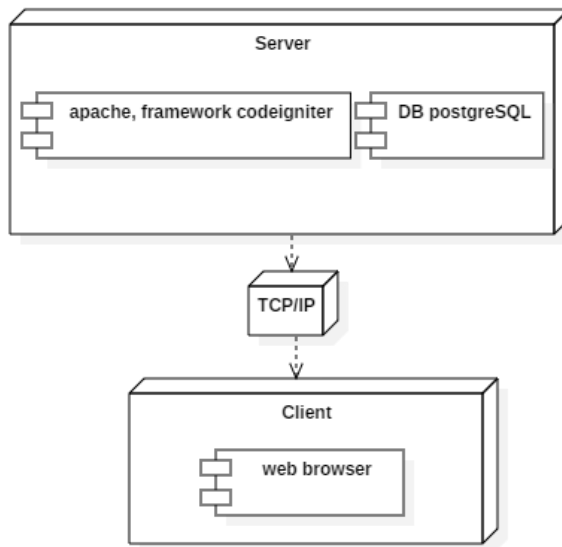 Server
apache, framework codeigniter
DB postgreSQL
TCP/IP
Client
web browser